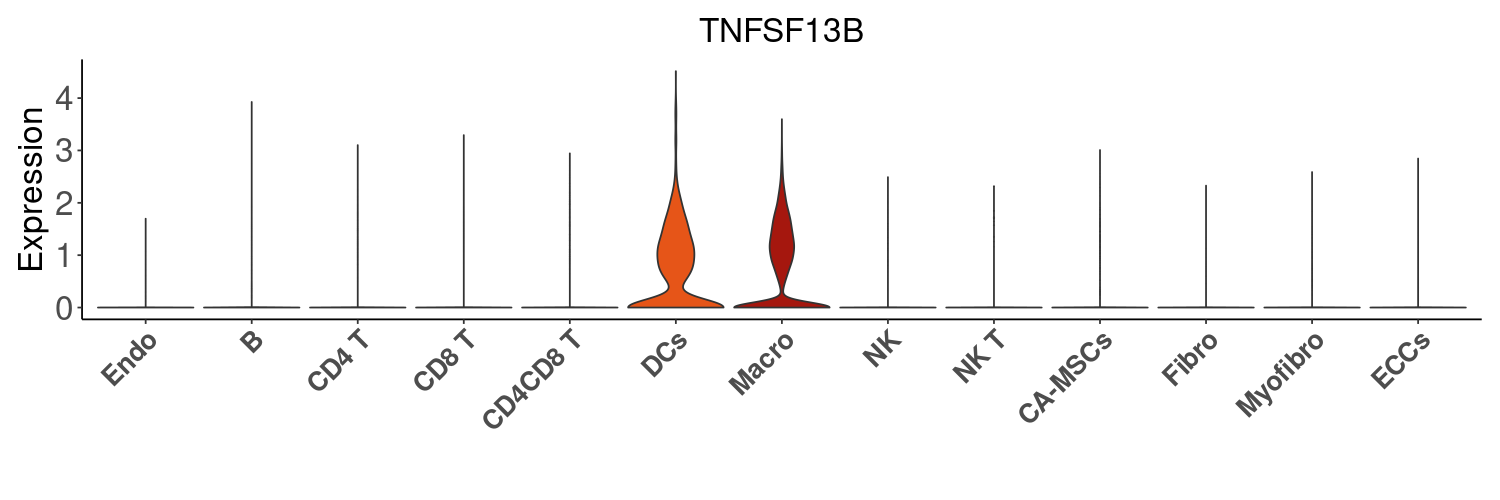 TNFSF13B
Expression
4
3
2
1
0
Endo
B
CD4 T
CD8 T
CD4CD8 T
DCs
Macro
NK
NK T
CA-MSCs
Fibro
Myofibro
ECCs